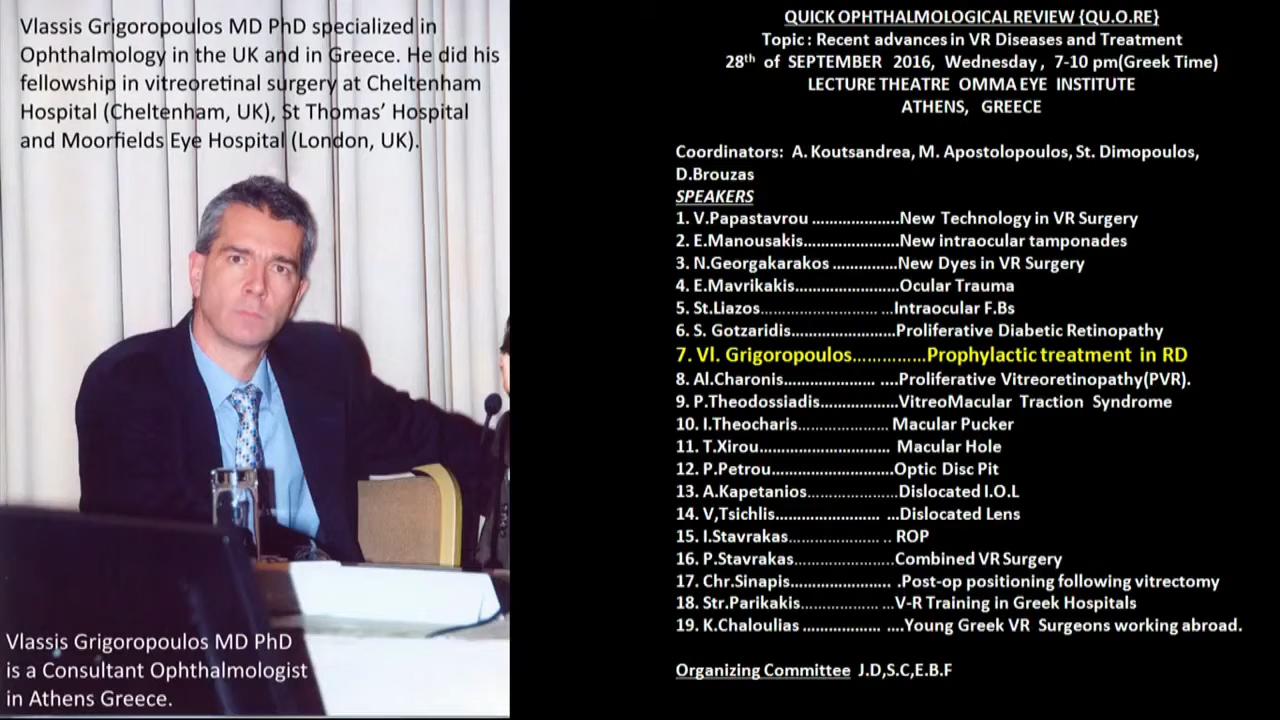 Vlassis Grigoropoulos MD PhD specialized in
Ophthalmology in the UK and in Greece. He did his
fellowship in vitreoretinal surgery at Cheltenham
Hospital (Cheltenham, UK), St Thomas’ Hospital
and Moorfields Eye Hospital (London, UK).
Vlassis Grigoropoulos MD PhD
is a Consultant Ophthalmologist
in Athens Greece.
QUICK OPHTHALMOLOGICAL REVIEW {QU.O.RE}
Topic : Recent advances in VR Diseases and Treatment
28th of SEPTEMBER 2016, Wednesday , 7-10 pm(Greek Time)
LECTURE THEATRE OMMA EYE INSTITUTE
ATHENS, GREECE
Coordinators: A. Koutsandrea, M. Apostolopoulos, St. Dimopoulos,
D.Brouzas
SPEAKERS
1. V.Papastavrou ......................New Technology in VR Surgery
2. E.Manousakis........................New intraocular tamponades
3. N.Georgakarakos ................New Dyes in VR Surgery
4. E.Mavrikakis..........................Ocular Trauma
5. St.Liazos.............................. ...Intraocular F.Bs
6. S. Gotzaridis..........................Proliferative Diabetic Retinopathy
7. Vl. Grigoropoulos...............Prophylactic treatment in RD
8. Al.Charonis....................... ....Proliferative Vitreoretinopathy(PVR).
9. P.Theodossiadis...................VitreoMacular Traction Syndrome
10. I.Theocharis....................... Macular Pucker
11. T.Xirou................................. Macular Hole
12. P.Petrou...............................Optic Disc Pit
13. A.Kapetanios.......................Dislocated I.O.L
14. V,Tsichlis.......................... ...Dislocated Lens
15. I.Stavrakas....................... .. ROP
16. P.Stavrakas.........................Combined VR Surgery
17. Chr.Sinapis......................... .Post-op positioning following vitrectomy
18. Str.Parikakis.................... ...V-R Training in Greek Hospitals
19. K.Chaloulias .................... ....Young Greek VR Surgeons working abroad.
Organizing Committee J.D,S.C,E.B.F